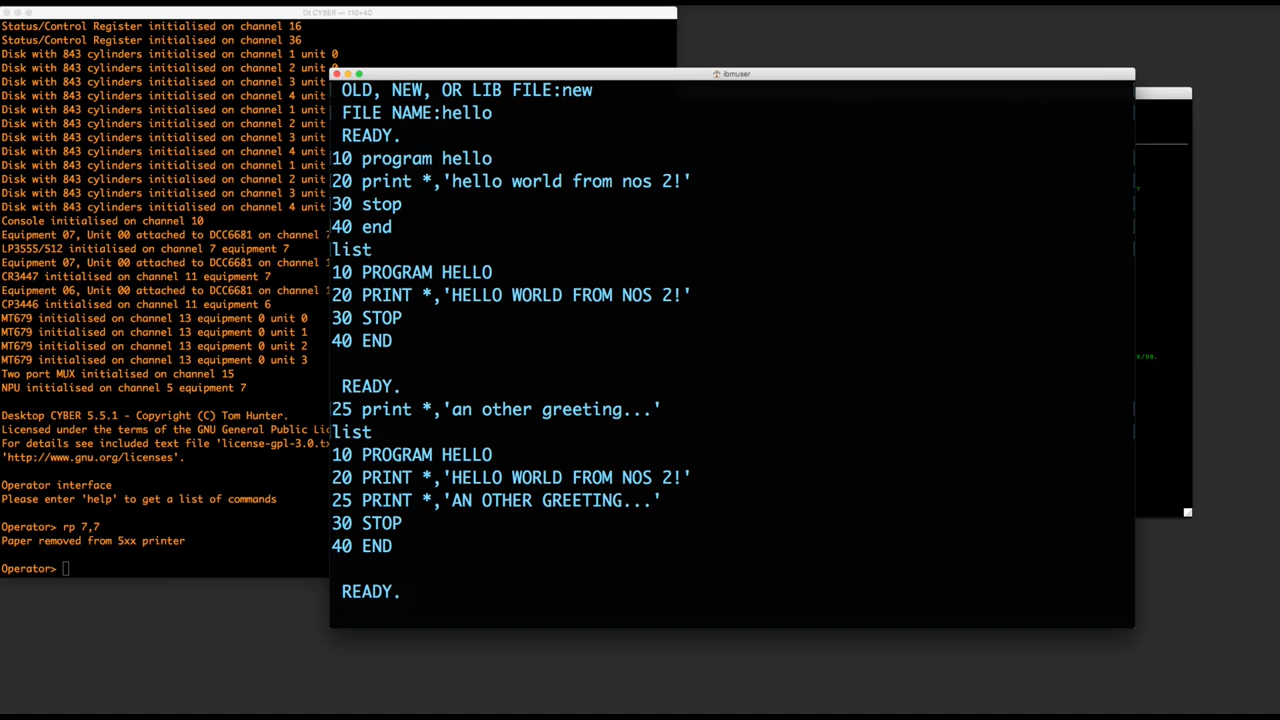 DI CYBER — 110×40
Status/Control Register initialised on channel 16
Status/Control Register initialised on channel 36
Disk with 843 cylinders initialised on channel 1 unit 0
Disk with 843 cylinders initialised on channel 2 unit 0
Disk with 843 cylinders initialised on channel 3 unit
Disk with 843 cylinders initialised on channel 4 unit
Disk with 843 cylinders initialised on channel 1 unit
Disk with 843 cylinders initialised on channel 2 unit
Disk with 843 cylinders initialised on channel 3 unit
Disk with 843 cylinders initialised on channel 4 unit
Disk with 843 cylinders initialised on channel 1 unit
Disk with 843 cylinders initialised on channel 2 unit
Disk with 843 cylinders initialised on channel 3 unit
Disk with 843 cylinders initialised on channel 4 unit
Console initialised on channel 10
Equipment 07, Unit 00 attached to DCC6681 on channel
LP3555/512 initialised on channel 7 equipment 7
Equipment 07, Unit 00 attached to DCC6681 on channel
CR3447 initialised on channel 11 equipment 7
Equipment 06, Unit 00 attached to DCC6681 on channel
CP3446 initialised on channel 11 equipment 6
MT679 initialised on channel 13 equipment 0 unit 0
MT679 initialised on channel 13 equipment 0 unit 1
MT679 initialised on channel 13 equipment 0 unit 2
MT679 initialised on channel 13 equipment 0 unit 3
Two port MUX initialised on channel 15
NPU initialised on channel 5 equipment 7
Desktop CYBER 5.5.1 - Copyright (C) Tom Hunter.
Licensed under the terms of the GNU General Public Lic
For details see included text file 'license-gpl-3.0.tx
'http://www.gnu.org/licenses'.
Operator interface
Please enter 'help' to get a list of commands
Operator> rp 7,7
Paper removed from 5xx printer
Operator>
ibmuser
OLD, NEW, OR LIB FILE:new
FILE NAME:hello
READY.
10 program hello
20 print *,'hello world from nos 2!'
30 stop
40 end
list
10 PROGRAM HELLO
20 PRINT *,'HELLO WORLD FROM NOS 2!'
30 STOP
40 END
READY.
25 print *,'an other greeting...'
list
10 PROGRAM HELLO
20 PRINT *,'HELLO WORLD FROM NOS 2!'
25 PRINT *,'AN OTHER GREETING...'
30 STOP
40 END
READY.